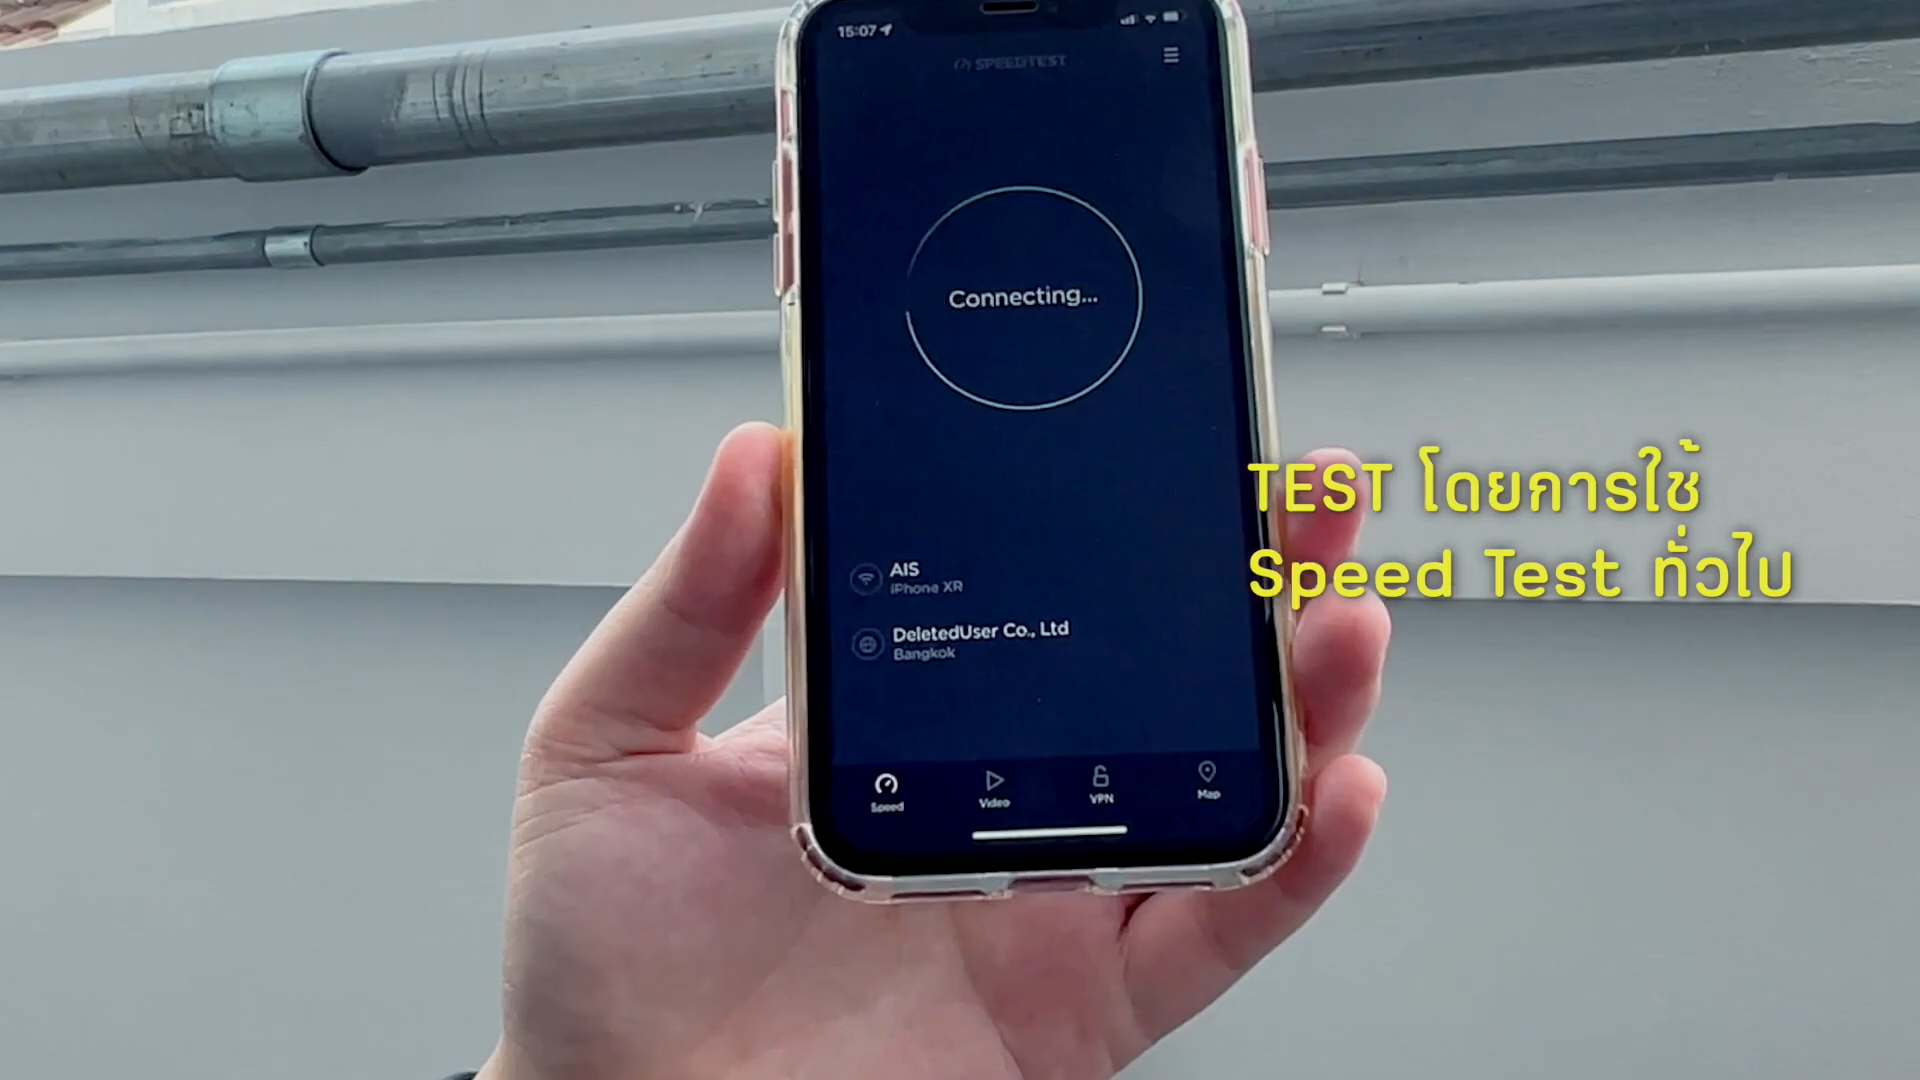 15:07
SPEEDTEST
Connecting...
AIS
iPhone XR
DeletedUser Co., Ltd
Bangkok
Speed
Video
VPN
Map
TEST โดยการใช้
Speed Test ทั่วไป